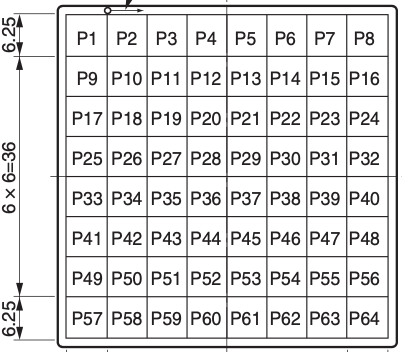 6.25
6 × 6=36
6.25
P1 P2 P3 P4 P5 P6 P7 P8
P9 P10 P11 P12 P13 P14 P15 P16
P17 P18 P19 P20 P21 P22 P23 P24
P25 P26 P27 P28 P29 P30 P31 P32
P33 P34 P35 P36 P37 P38 P39 P40
P41 P42 P43 P44 P45 P46 P47 P48
P49 P50 P51 P52 P53 P54 P55 P56
P57 P58 P59 P60 P61 P62 P63 P64